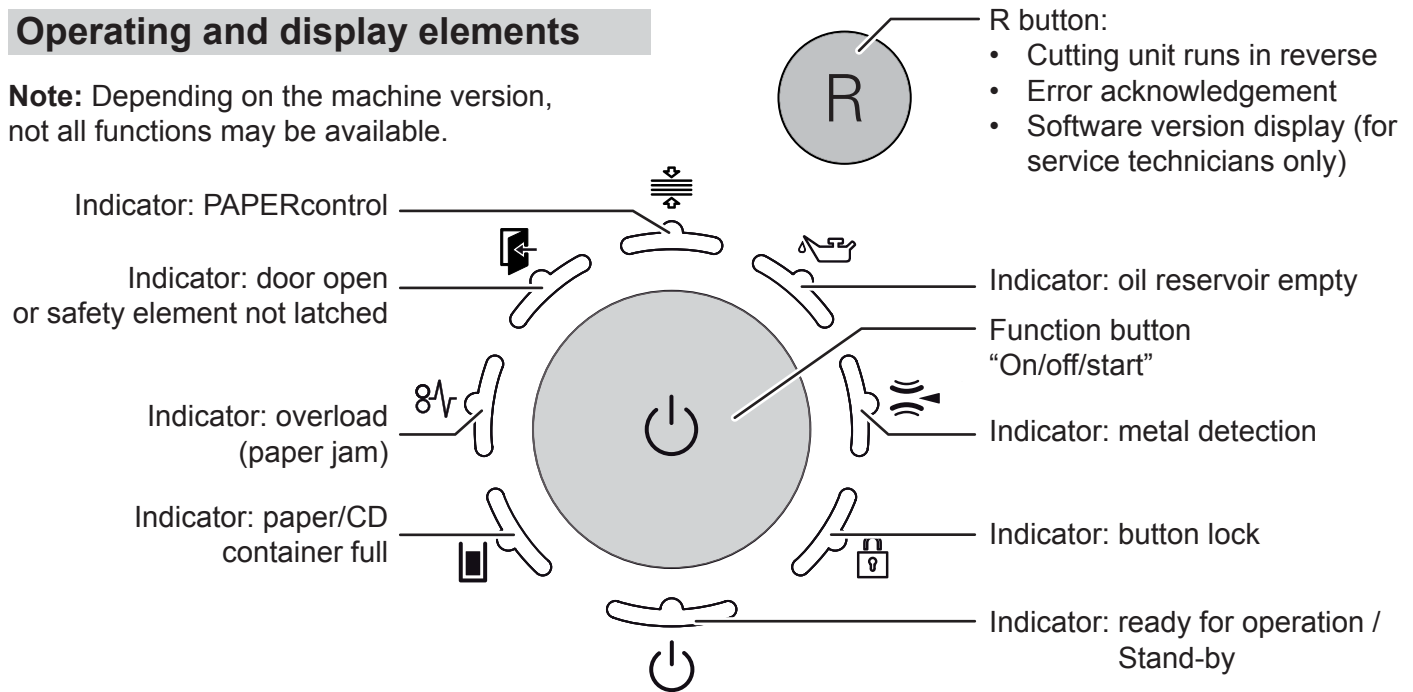 Operating and display elements
Note: Depending on the machine version,
not all functions may be available.
R
R button:
• Cutting unit runs in reverse
• Error acknowledgement
• Software version display (for
service technicians only)
Indicator: PAPERcontrol
Indicator: door open
or safety element not latched
Indicator: overload
(paper jam)
Indicator: paper/CD
container full
Indicator: oil reservoir empty
Function button
“On/off/start”
Indicator: metal detection
Indicator: button lock
Indicator: ready for operation /
Stand-by